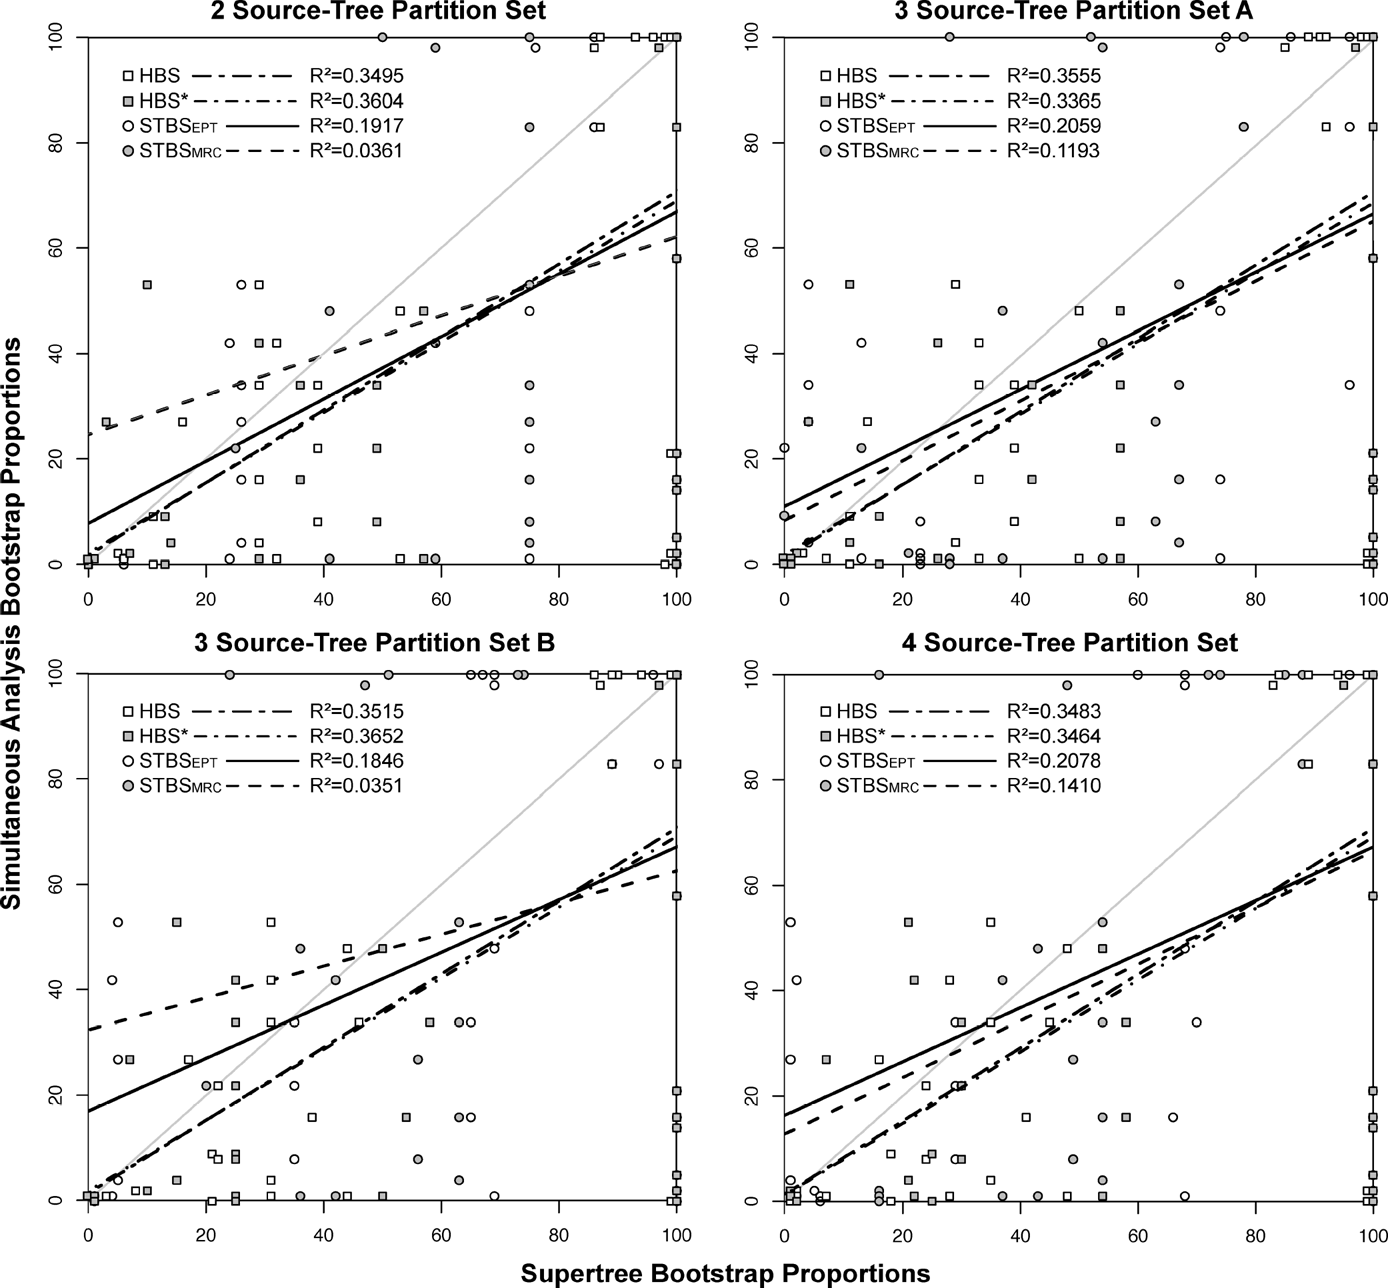 2 Source-Tree Partition Set
100
80
60
40
20
0
HBS R²=0.3495
HBS* R²=0.3604
STBSEPT R²=0.1917
STBSMRC R²=0.0361
0 20 40 60 80 100
3 Source-Tree Partition Set A
100
80
60
40
20
0
HBS R²=0.3555
HBS* R²=0.3365
STBSEPT R²=0.2059
STBSMRC R²=0.1193
0 20 40 60 80 100
3 Source-Tree Partition Set B
100
80
60
40
20
0
HBS R²=0.3515
HBS* R²=0.3652
STBSEPT R²=0.1846
STBSMRC R²=0.0351
0 20 40 60 80 100
4 Source-Tree Partition Set
100
80
60
40
20
0
HBS R²=0.3483
HBS* R²=0.3464
STBSEPT R²=0.2078
STBSMRC R²=0.1410
0 20 40 60 80 100
Simultaneous Analysis Bootstrap Proportions
Supertree Bootstrap Proportions